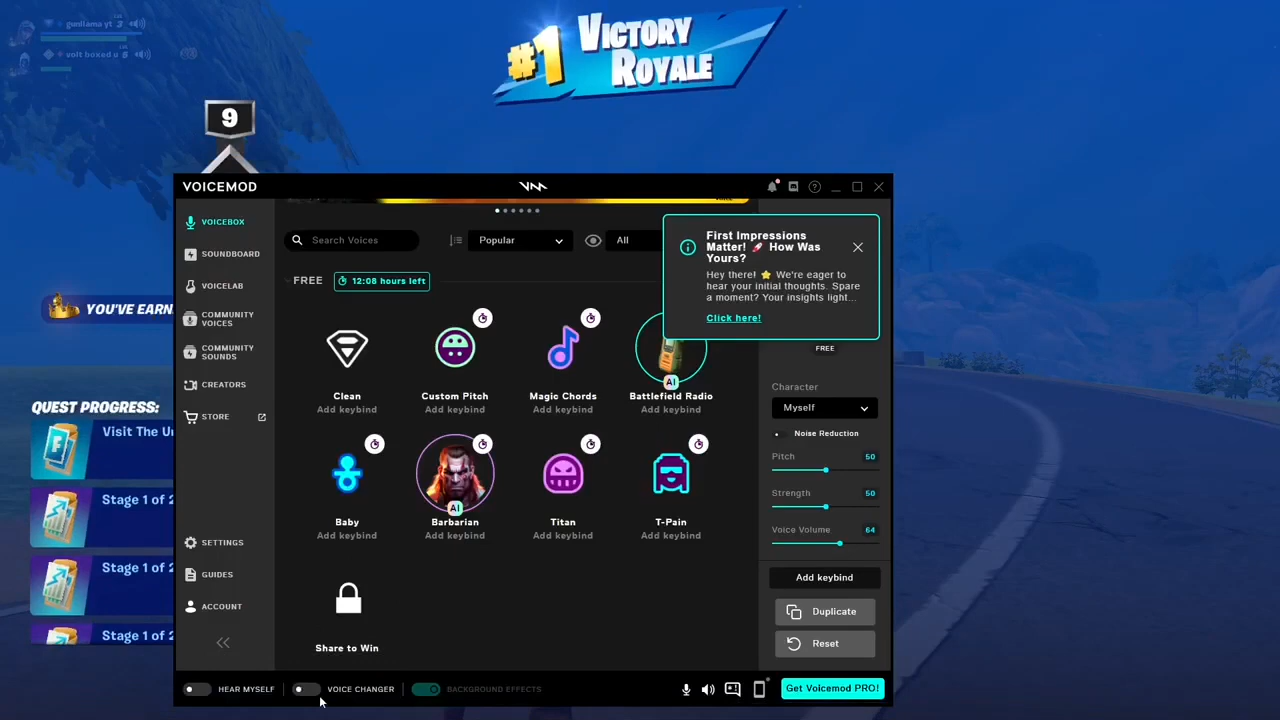 gunllama yt 3
volt boxed u
#1 VICTORY
ROYALE
9
VOICEMOD
VOICEBOX
SOUNDBOARD
VOICELAB
COMMUNITY
VOICES
COMMUNITY
SOUNDS
CREATORS
STORE
SETTINGS
GUIDES
ACCOUNT
Search Voices
Popular
All
FREE
12:08 hours left
First Impressions
Matter! 🚀 How Was
Yours?
Hey there! ⭐ We're eager to
hear your initial thoughts. Spare
a moment? Your insights light...
Click here!
Clean
Add keybind
Custom Pitch
Add keybind
Magic Chords
Add keybind
AI
Battlefield Radio
Add keybind
Baby
Add keybind
AI
Barbarian
Add keybind
Titan
Add keybind
T-Pain
Add keybind
Share to Win
FREE
Character
Myself
Noise Reduction
Pitch 50
Strength 50
Voice Volume 64
Add keybind
Duplicate
Reset
HEAR MYSELF
VOICE CHANGER
BACKGROUND EFFECTS
Get Voicemod PRO!
YOU'VE EARN
QUEST PROGRESS:
Visit The Un
Stage 1 of 2
Stage 1 of 2
Stage 1 of 2